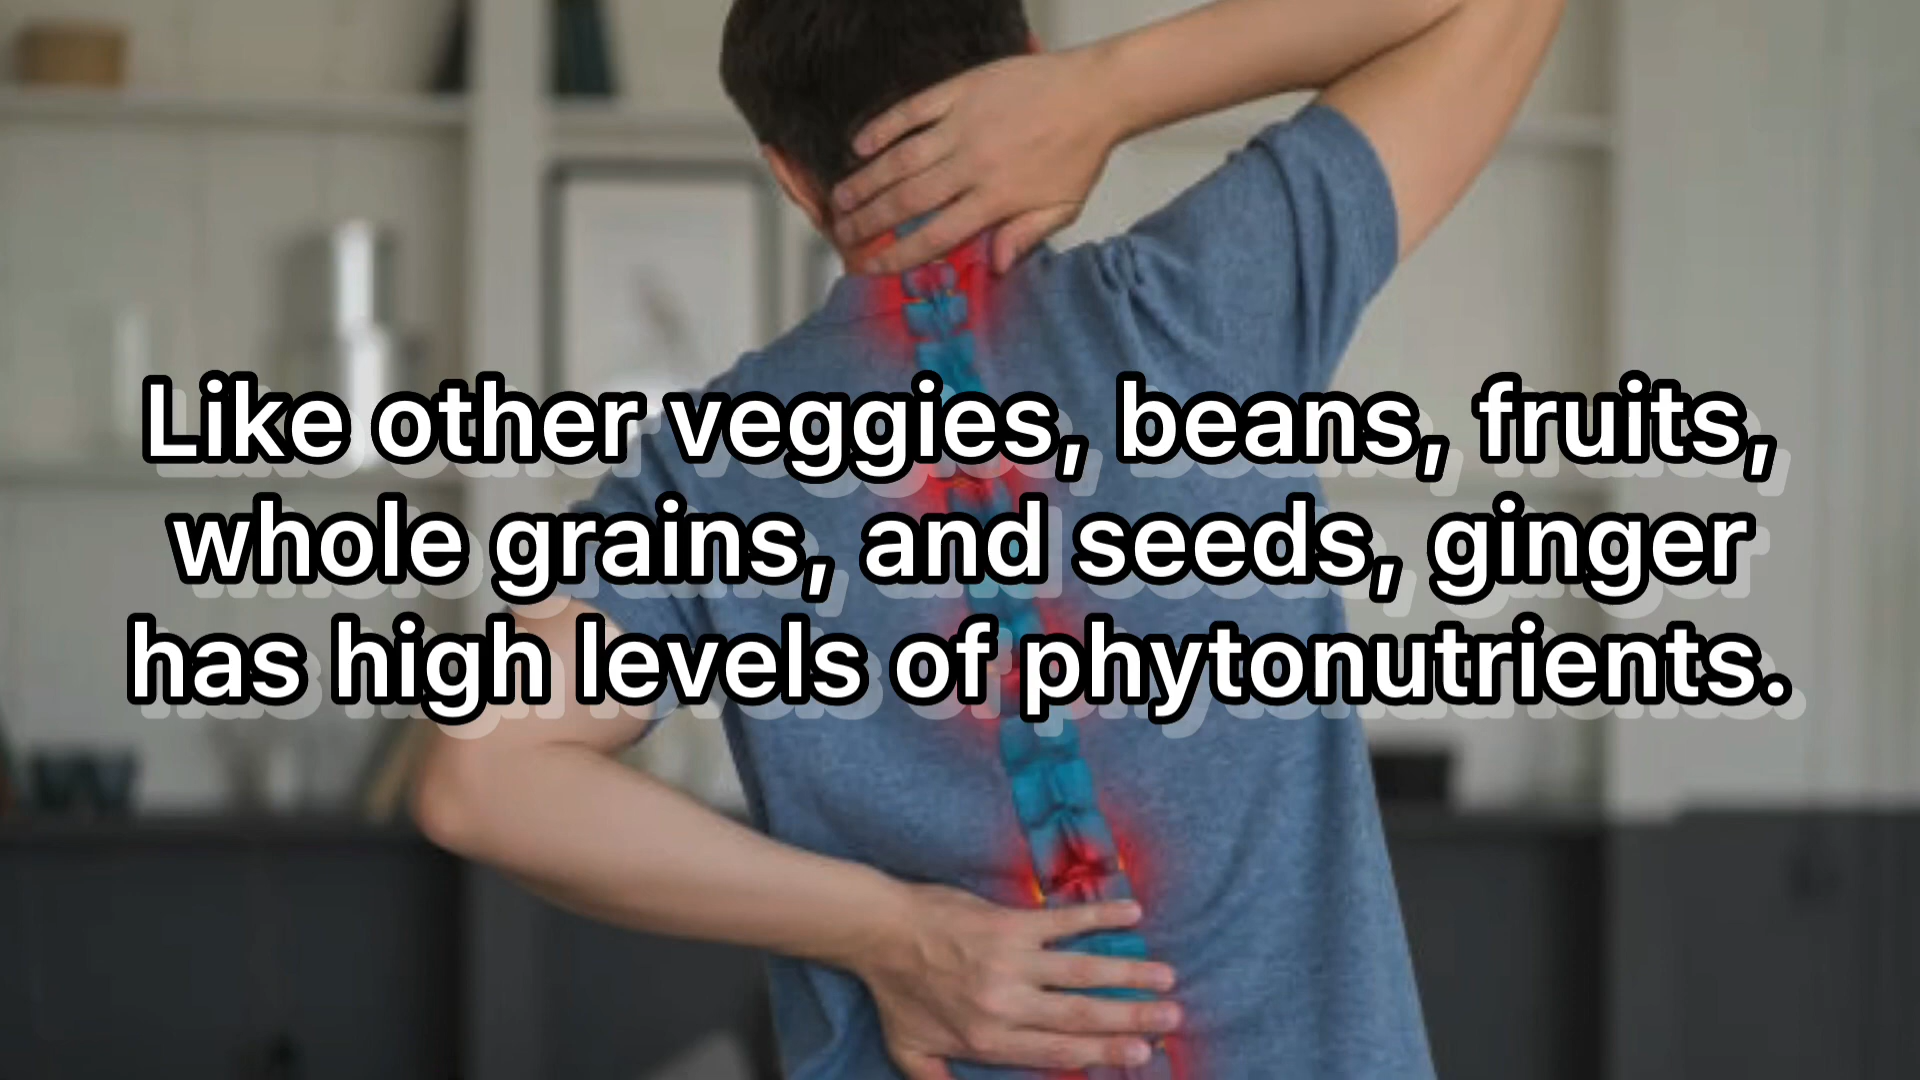 Like other veggies, beans, fruits,
whole grains, and seeds, ginger
has high levels of phytonutrients.